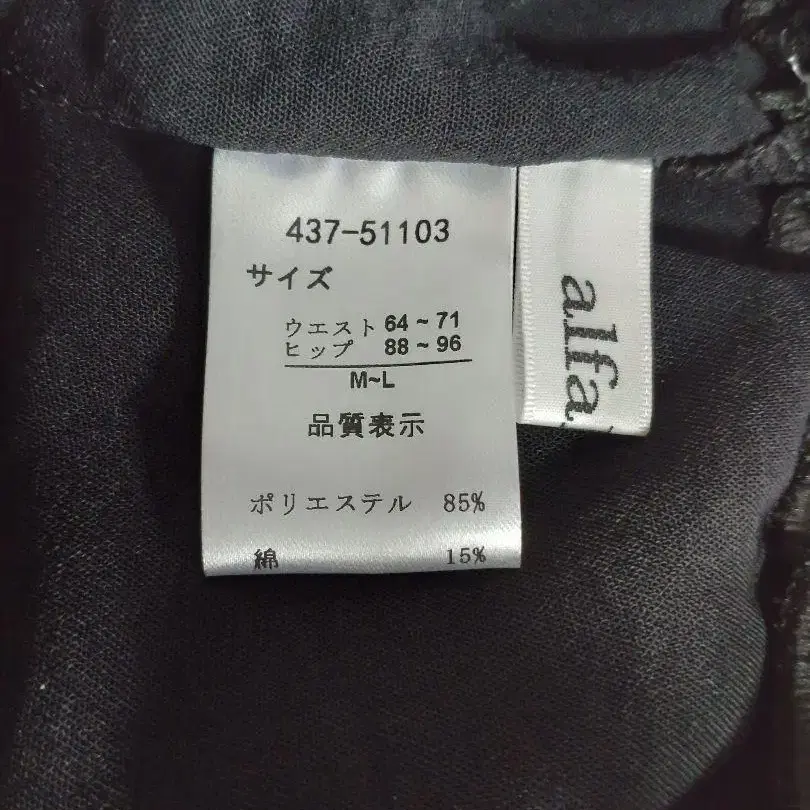 437-51103
サイズ
ウエスト 64~71
ヒップ 88~96
M~L
品質表示
ポリエステル 85%
綿 15%
alfa